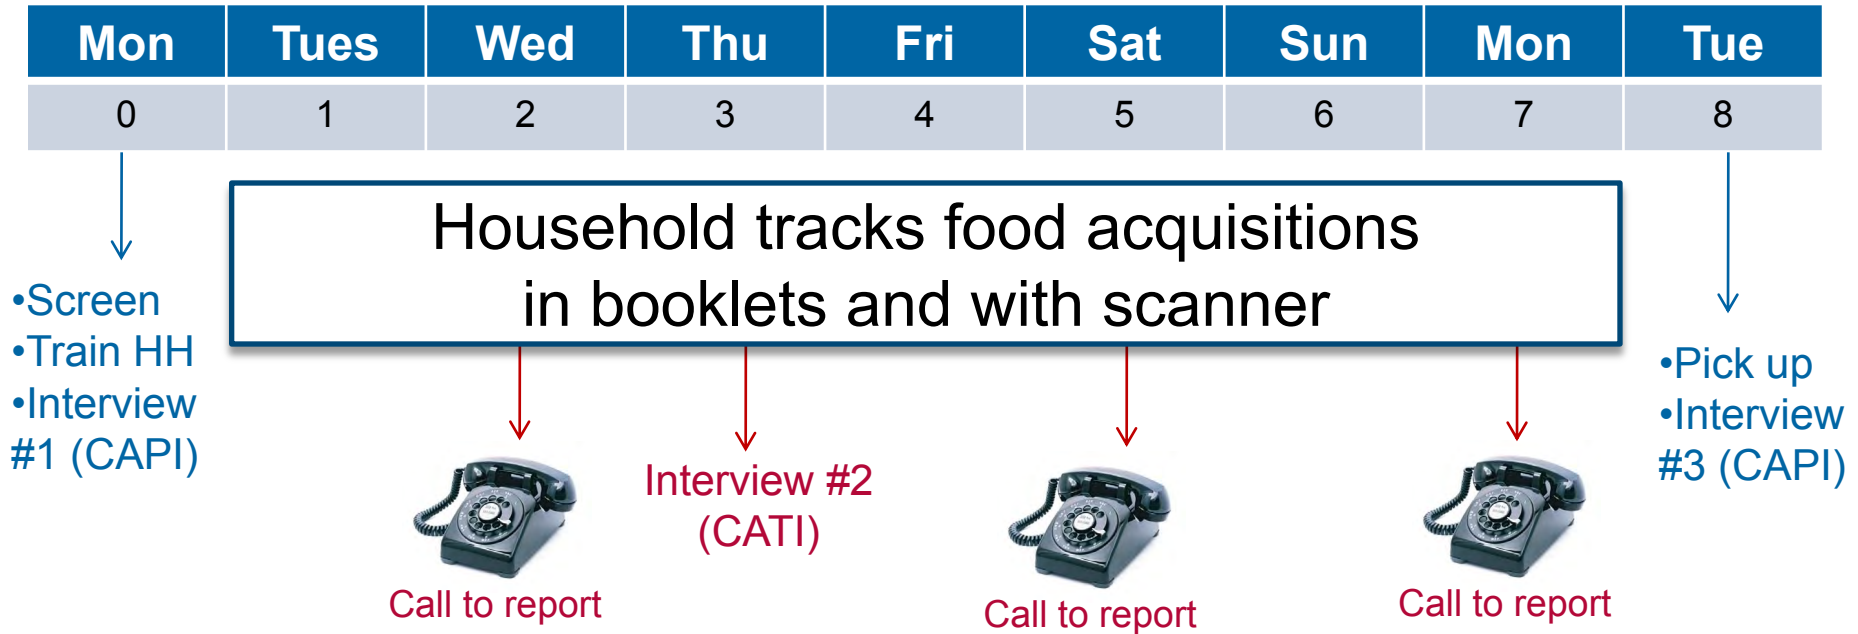 Mon Tues Wed Thu Fri Sat Sun Mon Tue
0 1 2 3 4 5 6 7 8
Household tracks food acquisitions
in booklets and with scanner
•Screen
•Train HH
•Interview
#1 (CAPI)
Call to report
Interview #2
(CATI)
Call to report
Call to report
•Pick up
•Interview
#3 (CAPI)